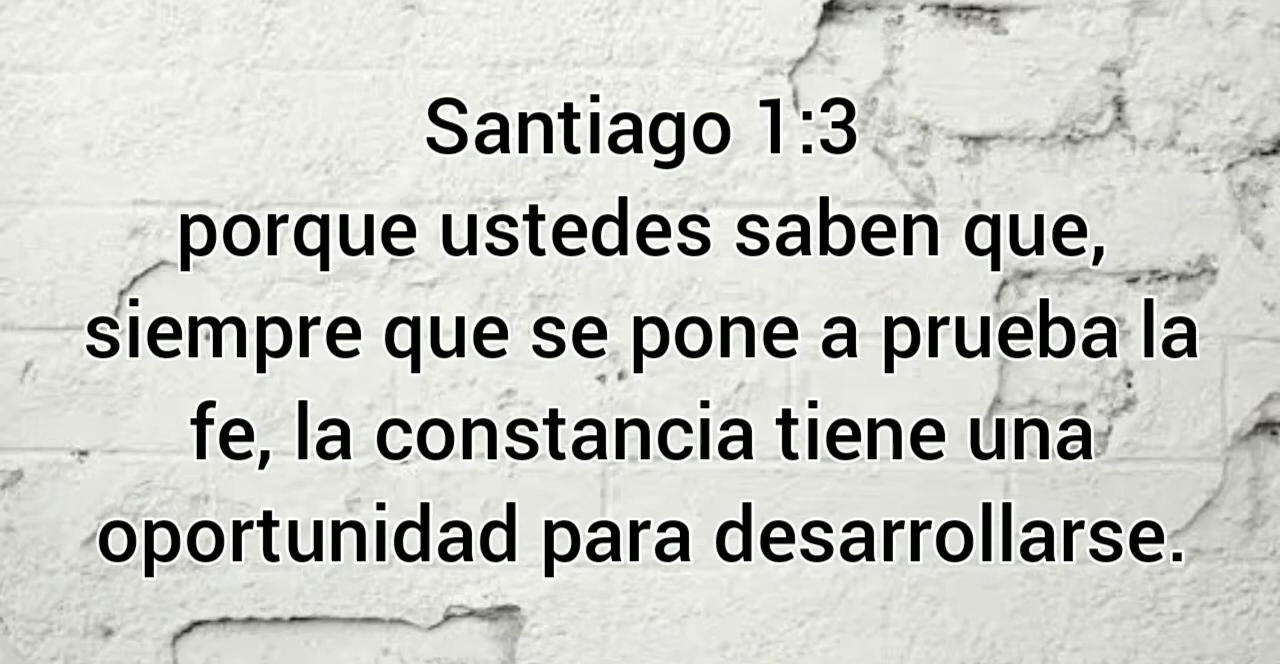 Santiago 1:3
porque ustedes saben que,
siempre que se pone a prueba la
fe, la constancia tiene una
oportunidad para desarrollarse.